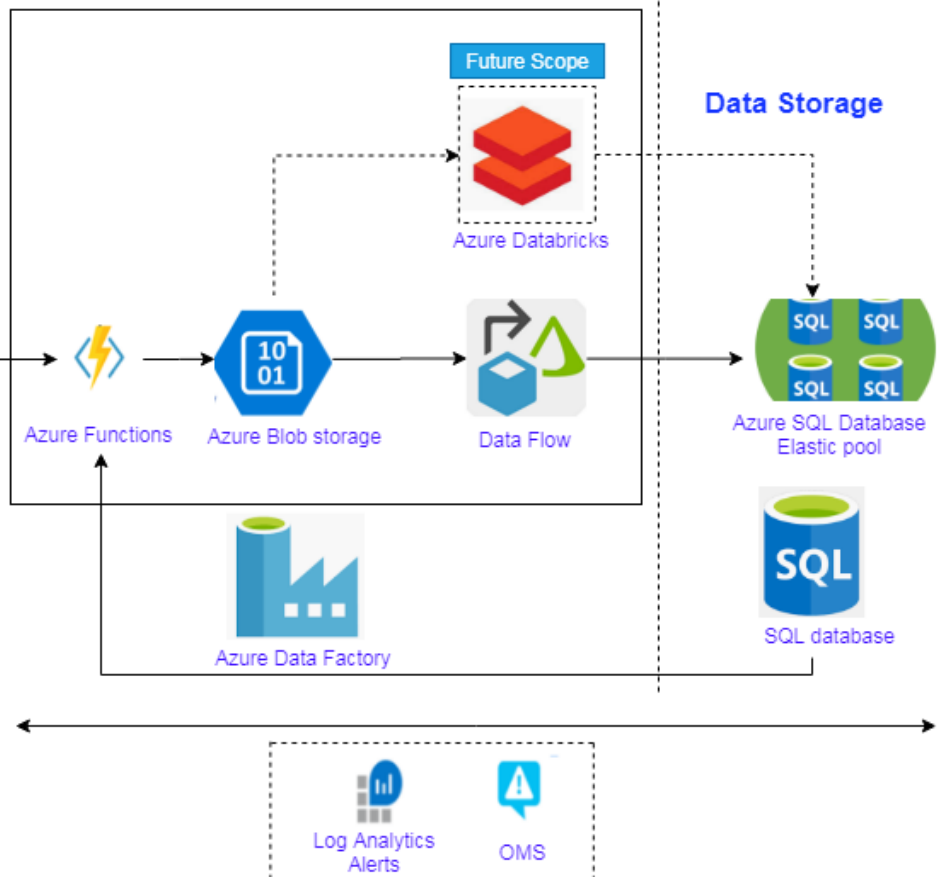 Future Scope
Data Storage
Azure Databricks
10
01
SQL
SQL
SQL
SQL
Azure Functions
Azure Blob storage
Data Flow
Azure SQL Database
Elastic pool
SQL
SQL database
Azure Data Factory
Log Analytics
Alerts
OMS